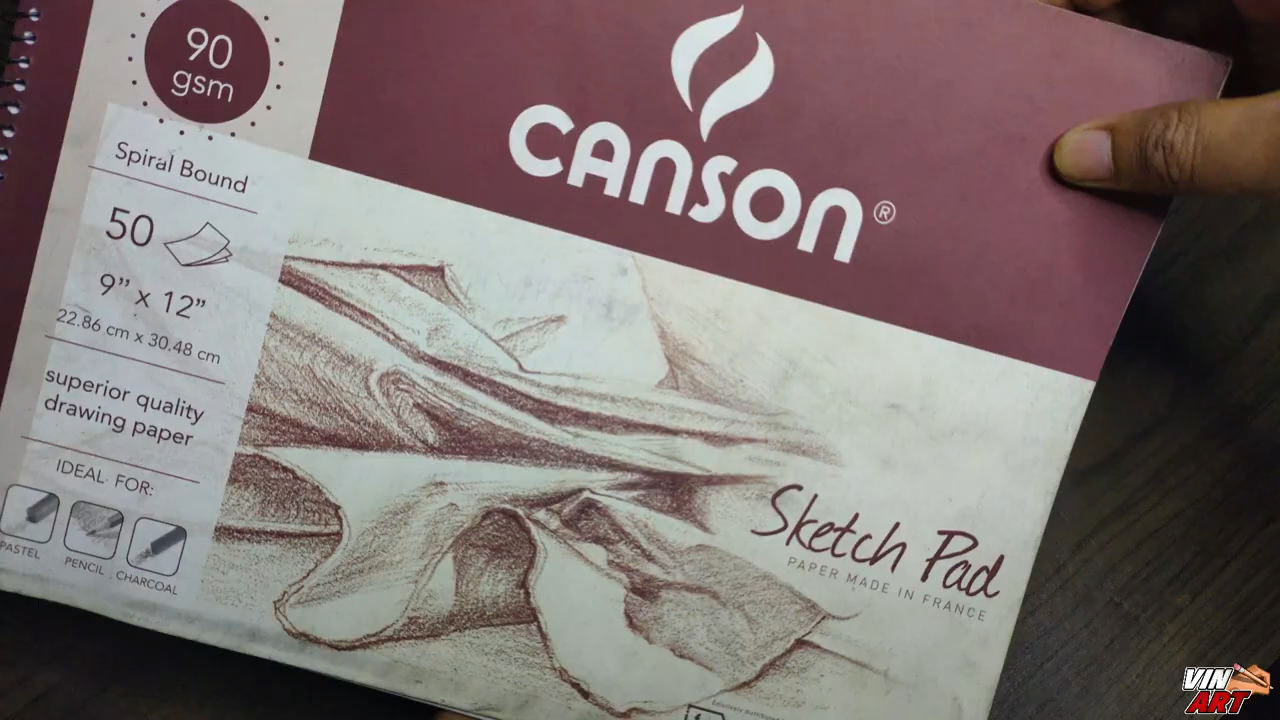 90
gsm
CANSON®
Spiral Bound
50
9” x 12”
22.86 cm x 30.48 cm
superior quality
drawing paper
IDEAL FOR:
PASTEL
PENCIL
CHARCOAL
Sketch Pad
PAPER MADE IN FRANCE
VIN
ART